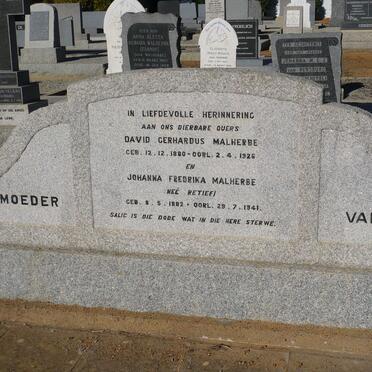 IN LIEFDEVOLLE HERINNERING
AAN ONS DIERBARE OUERS
DAVID GERHARDUS MALHERBE
GEB. 12.12.1880 - OORL. 2.4.1926
EN
JOHANNA FREDRIKA MALHERBE
(NEÉ RETIEF)
GEB. 8.5.1882 - OORL. 29.7.1941.
SALIG IS DIE DODE WAT IN DIE HERE STERWE.
MOEDER
VA